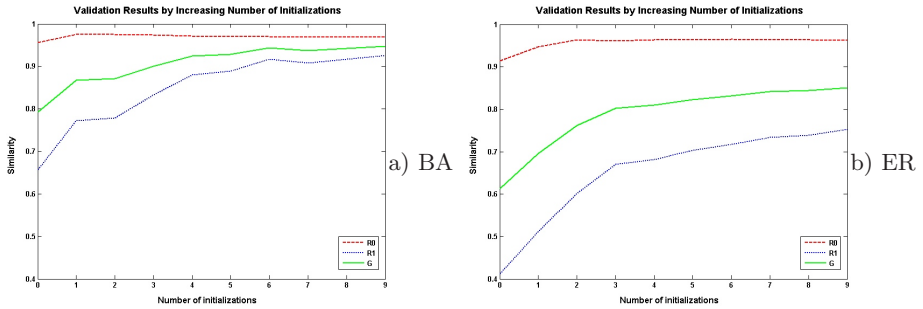 Validation Results by Increasing Number of Initializations
1
0.9
0.8
0.7
0.6
0.5
0.4
Similarity
0 1 2 3 4 5 6 7 8 9
Number of initializations
R0
R1
G
a) BA
Validation Results by Increasing Number of Initializations
1
0.9
0.8
0.7
0.6
0.5
0.4
Similarity
0 1 2 3 4 5 6 7 8 9
Number of initializations
R0
R1
G
b) ER